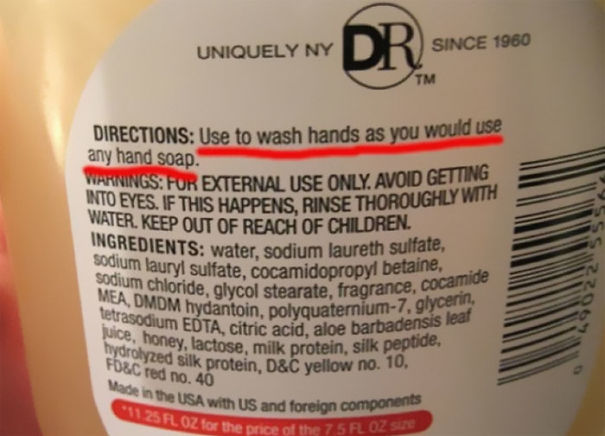 UNIQUELY NY DR SINCE 1960
TM
DIRECTIONS: Use to wash hands as you would use
any hand soap.
WARNINGS: FOR EXTERNAL USE ONLY. AVOID GETTING
INTO EYES. IF THIS HAPPENS, RINSE THOROUGHLY WITH
WATER. KEEP OUT OF REACH OF CHILDREN.
INGREDIENTS: water, sodium laureth sulfate,
sodium lauryl sulfate, cocamidopropyl betaine,
sodium chloride, glycol stearate, fragrance, cocamide
MEA, DMDM hydantoin, polyquaternium-7, glycerin,
tetrasodium EDTA, citric acid, aloe barbadensis leaf
juice, honey, lactose, milk protein, silk peptide,
hydrolyzed silk protein, D&C yellow no. 10,
FD&C red no. 40
Made in the USA with US and foreign components
*11.25 FL OZ for the price of the 7.5 FL OZ size